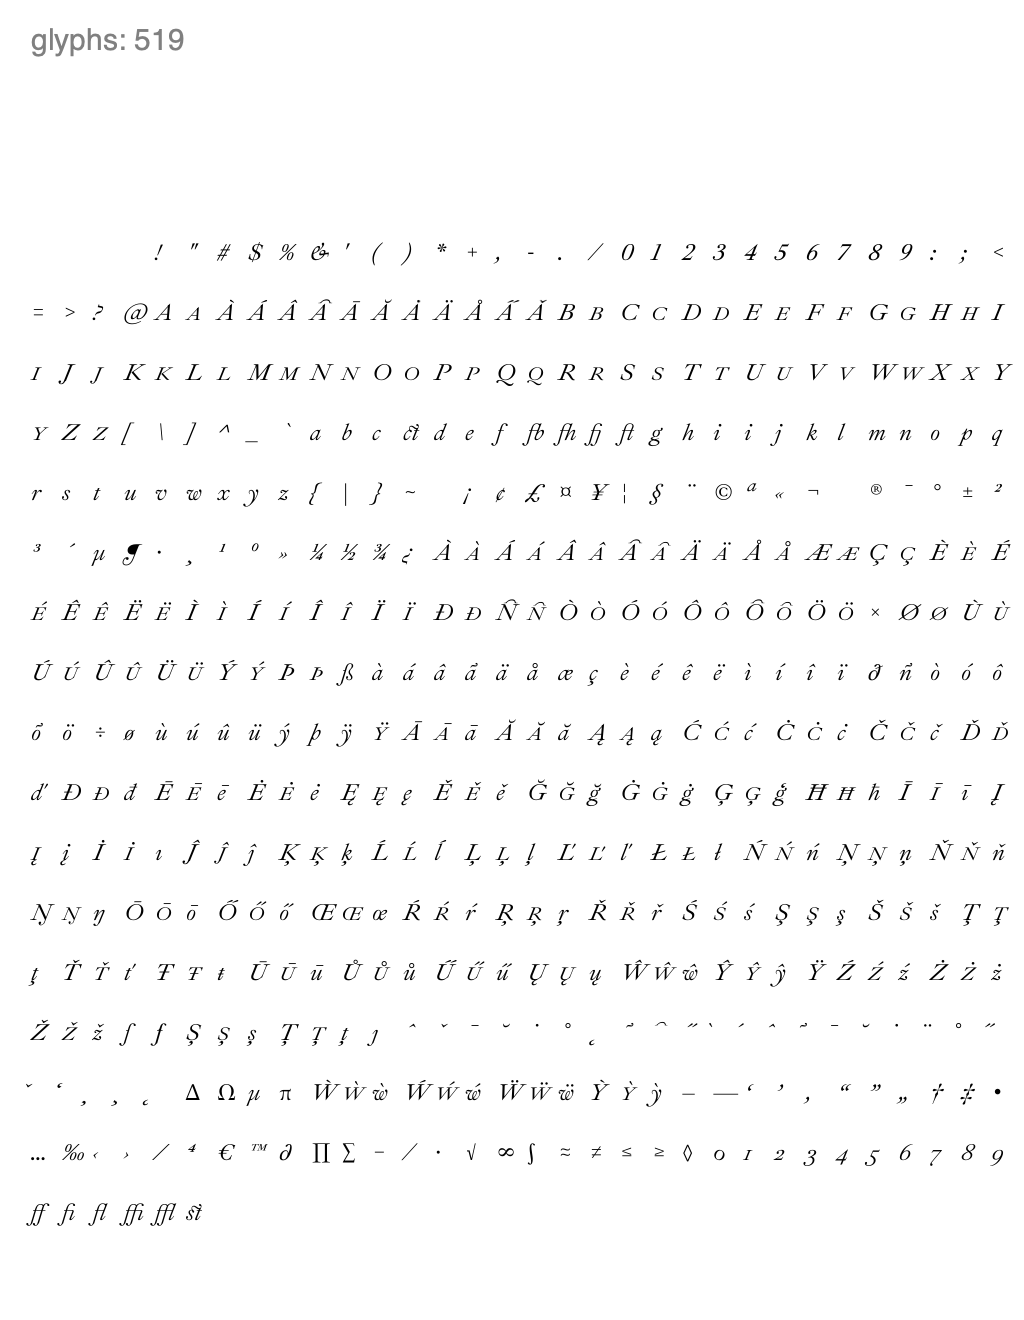 glyphs: 519
! " # $ % & ' ( ) * + , - . / 0 1 2 3 4 5 6 7 8 9 : ; <
= > ? @ A A À Á Â Ã Ā Ă Ȧ Ä Å A̋ Ǎ B B C C D D E E F F G G H H I
I J J K K L L M M N N O O P P Q Q R R S S T T U U V V W W X X Y
Y Z Z [ \ ] ^ _ ` a b c ct d e f fb fh fj ft g h i i j k l m n o p q
r s t u v w x y z { | } ~ ¡ ¢ £ ¤ ¥ ¦ § ¨ © ª « ¬ ® ¯ ° ± ²
³ ´ µ ¶ · ¸ ¹ º » ¼ ½ ¾ ¿ À À Á Á Â Â Ã Ã Ä Ä Å Å Æ Æ Ç Ç È È É
É Ê Ê Ë Ë Ì Ì Í Í Î Î Ï Ï Ð Ð Ñ Ñ Ò Ò Ó Ó Ô Ô Õ Õ Ö Ö × Ø Ø Ù Ù
Ú Ú Û Û Ü Ü Ý Ý Þ Þ ß à á â ã ä å æ ç è é ê ë ì í î ï ð ñ ò ó ô
õ ö ÷ ø ù ú û ü ý þ ÿ Ÿ Ā Ā ā Ă Ă ă Ą Ą ą Ć Ć ć Ċ Ċ ċ Č Č č Ď Ď
ď Đ Đ đ Ē Ē ē Ė Ė ė Ę Ę ę Ě Ě ě Ğ Ğ ğ Ġ Ġ ġ Ģ Ģ ģ Ħ Ħ ħ Ī Ī ī Į
Į į İ İ ı Ĵ Ĵ ĵ Ķ Ķ ķ Ĺ Ĺ ĺ Ļ Ļ ļ Ľ Ľ ľ Ł Ł ł Ń Ń ń Ņ Ņ ņ Ň Ň ň
Ŋ Ŋ ŋ Ō Ō ō Ő Ő ő Œ Œ œ Ŕ Ŕ ŕ Ŗ Ŗ ŗ Ř Ř ř Ś Ś ś Ş Ş ş Š Š š Ţ Ţ
ţ Ť Ť ť Ŧ Ŧ ŧ Ū Ū ū Ů Ů ů Ű Ű ű Ų Ų ų Ŵ Ŵ ŵ Ŷ Ŷ ŷ Ÿ Ź Ź ź Ż Ż ż
Ž Ž ž ſ f Ș Ș ș Ț Ț ț ȷ ˆ ˇ ˉ ˘ ˙ ˚ ˛ ˜ ˜ ˝ ̀ ́ ̂ ̃ ̄ ̆ ̇ ̈ ̊ ̋
̌ ̒ ̦ ̧ ̨ Δ Ω μ π Ẁ Ẁ ẁ Ẃ Ẃ ẃ Ẅ Ẅ ẅ Ỳ Ỳ ỳ – — ‘ ’ ‚ “ ” „ † ‡ •
… ‰ ‹ › ⁄ ⁴ € ™ ∂ ∏ ∑ − ∕ ∙ √ ∞ ∫ ≈ ≠ ≤ ≥ ◊ 0 1 2 3 4 5 6 7 8 9
ff fi fl ffi ffl st